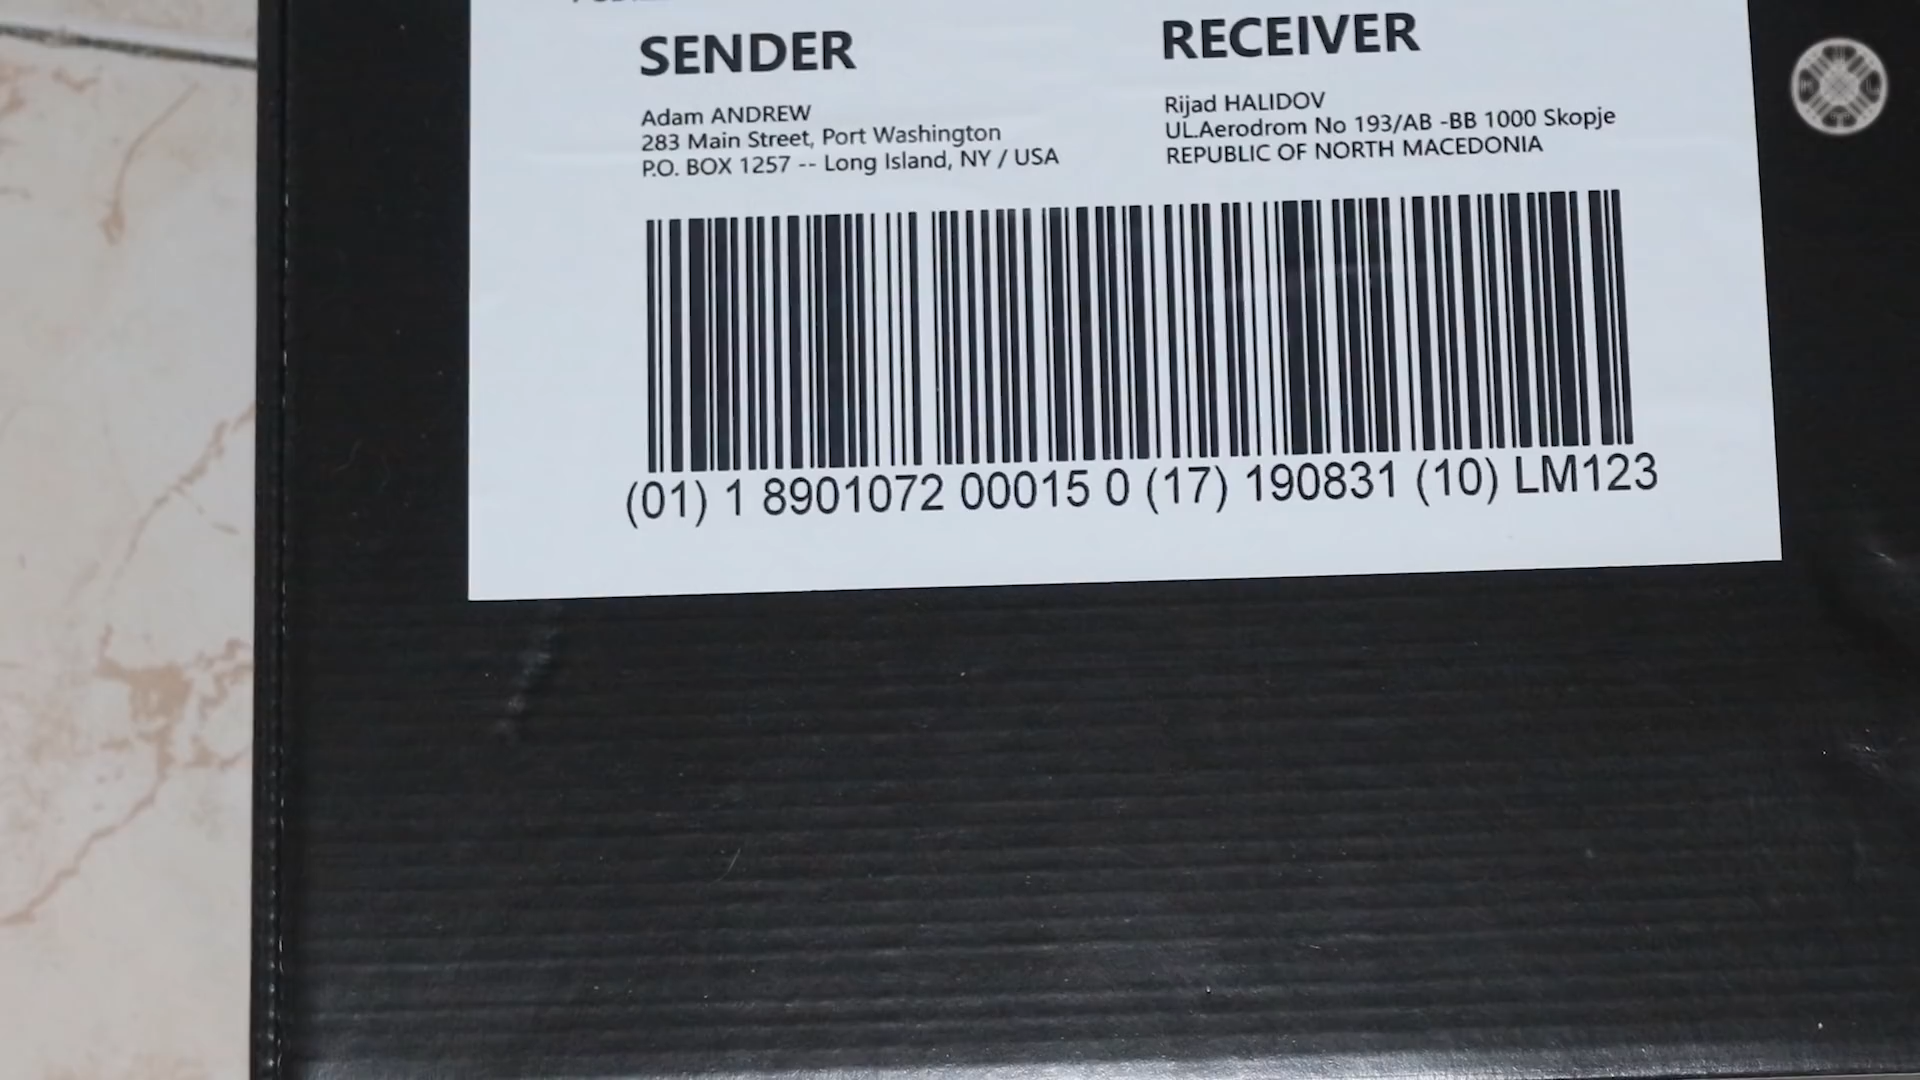 SENDER
Adam ANDREW
283 Main Street, Port Washington
P.O. BOX 1257 -- Long Island, NY / USA
RECEIVER
Rijad HALIDOV
UL.Aerodrom No 193/AB -BB 1000 Skopje
REPUBLIC OF NORTH MACEDONIA
(01) 1 8901072 00015 0 (17) 190831 (10) LM123